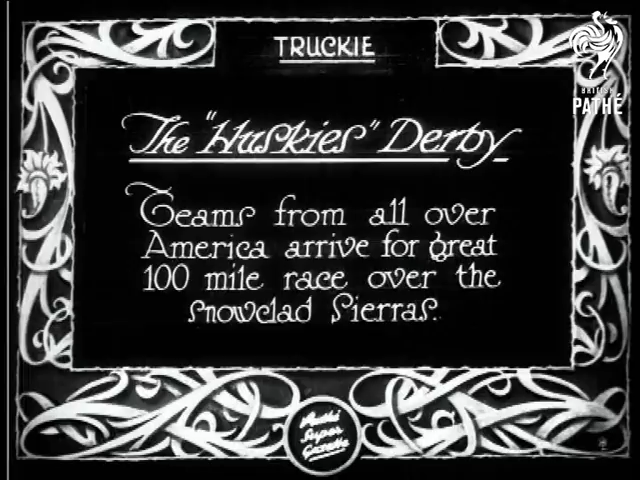 TRUCKIE
BRITISH
PATHÉ
The "Huskies" Derby
Teams from all over
America arrive for great
100 mile race over the
snowclad Sierras.
Pathé
Super
Gazette